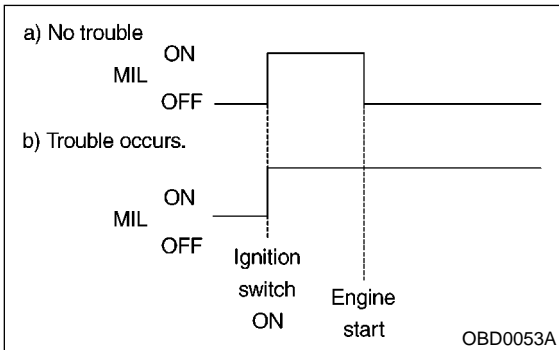 a) No trouble
ON
MIL
OFF
b) Trouble occurs.
ON
MIL
OFF
Ignition
switch
ON
Engine
start
OBD0053A